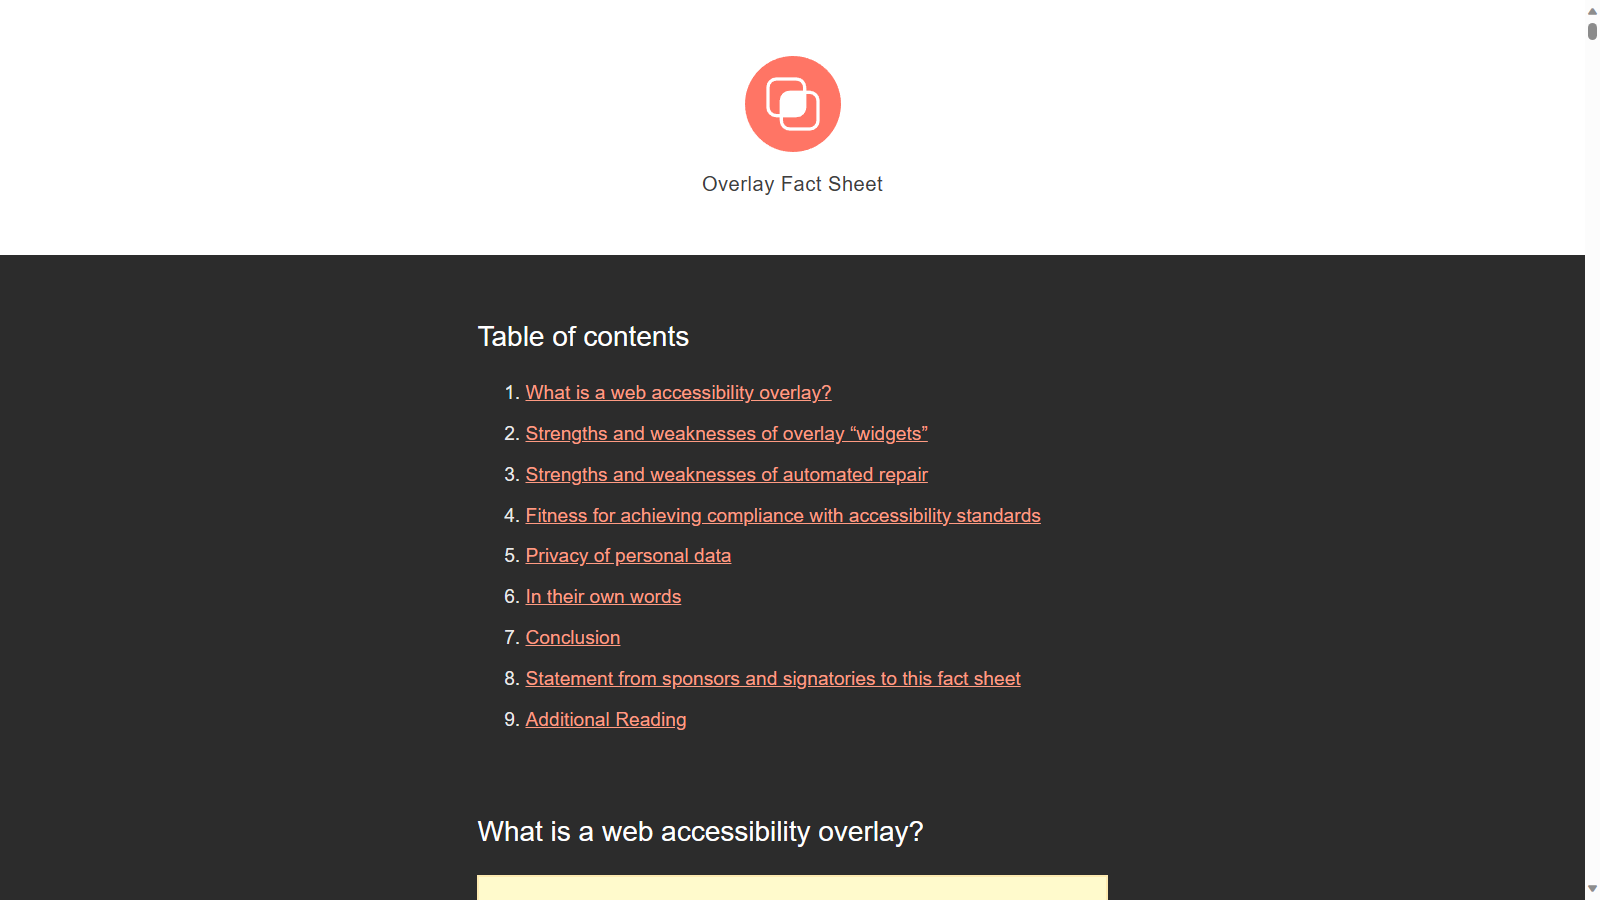 Overlay Fact Sheet
Table of contents
1. What is a web accessibility overlay?
2. Strengths and weaknesses of overlay “widgets”
3. Strengths and weaknesses of automated repair
4. Fitness for achieving compliance with accessibility standards
5. Privacy of personal data
6. In their own words
7. Conclusion
8. Statement from sponsors and signatories to this fact sheet
9. Additional Reading
What is a web accessibility overlay?